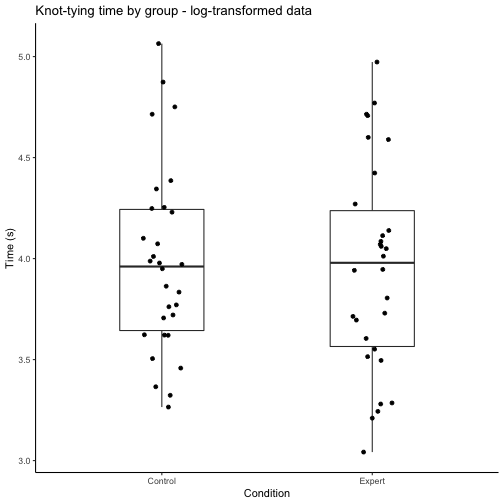 Knot-tying time by group - log-transformed data
5.0
4.5
4.0
3.5
3.0
Time (s)
Control
Expert
Condition